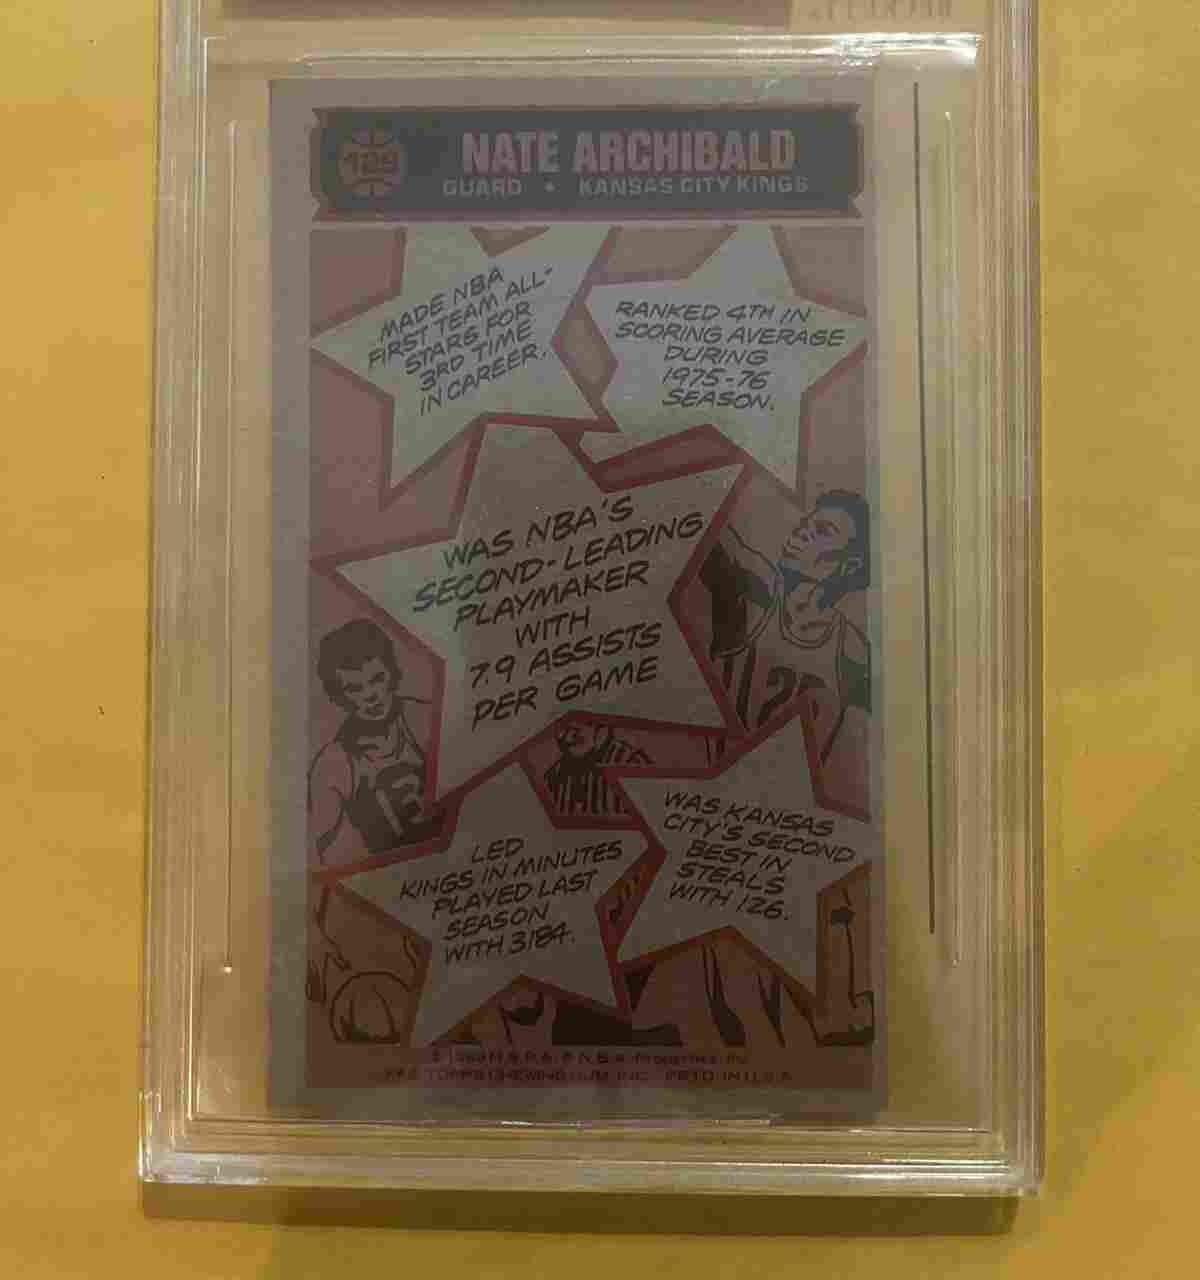 129
NATE ARCHIBALD
GUARD • KANSAS CITY KINGS
MADE NBA
FIRST TEAM ALL-
STARS FOR
3RD TIME
IN CAREER.
RANKED 4TH IN
SCORING AVERAGE
DURING
1975-76
SEASON.
WAS NBA'S
SECOND-LEADING
PLAYMAKER
WITH
7.9 ASSISTS
PER GAME
LED
KINGS IN MINUTES
PLAYED LAST
SEASON
WITH 3184.
WAS KANSAS
CITY'S SECOND
BEST IN
STEALS
WITH 126.
13
N.B.A. Properties, Inc.
TOPPS CHEWING GUM, INC. PRTD. IN U.S.A.